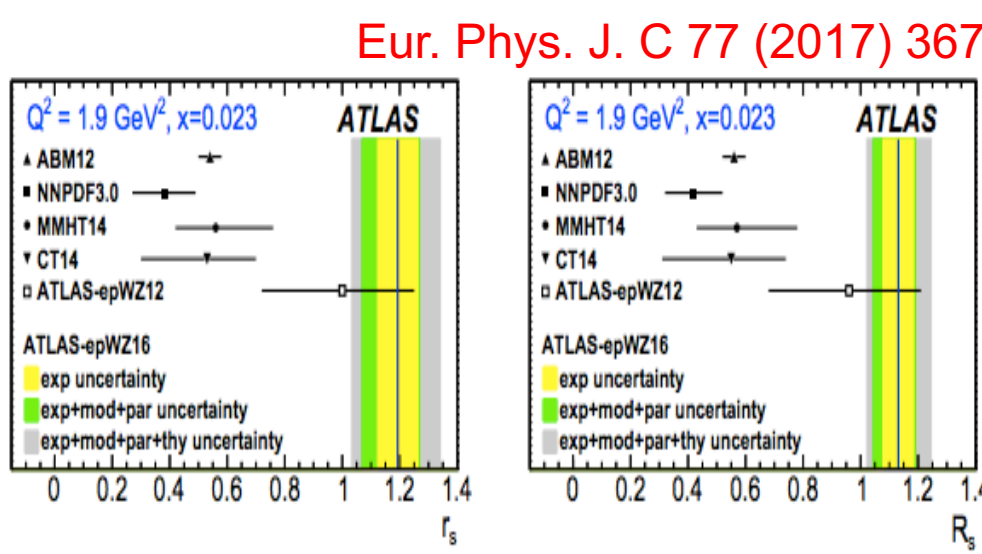 Eur. Phys. J. C 77 (2017) 367
Q² = 1.9 GeV², x=0.023
ATLAS
ABM12
NNPDF3.0
MMHT14
CT14
ATLAS-epWZ12
ATLAS-epWZ16
exp uncertainty
exp+mod+par uncertainty
exp+mod+par+thy uncertainty
0 0.2 0.4 0.6 0.8 1 1.2 1.4
rₛ
Q² = 1.9 GeV², x=0.023
ATLAS
ABM12
NNPDF3.0
MMHT14
CT14
ATLAS-epWZ12
ATLAS-epWZ16
exp uncertainty
exp+mod+par uncertainty
exp+mod+par+thy uncertainty
0 0.2 0.4 0.6 0.8 1 1.2
Rₛ